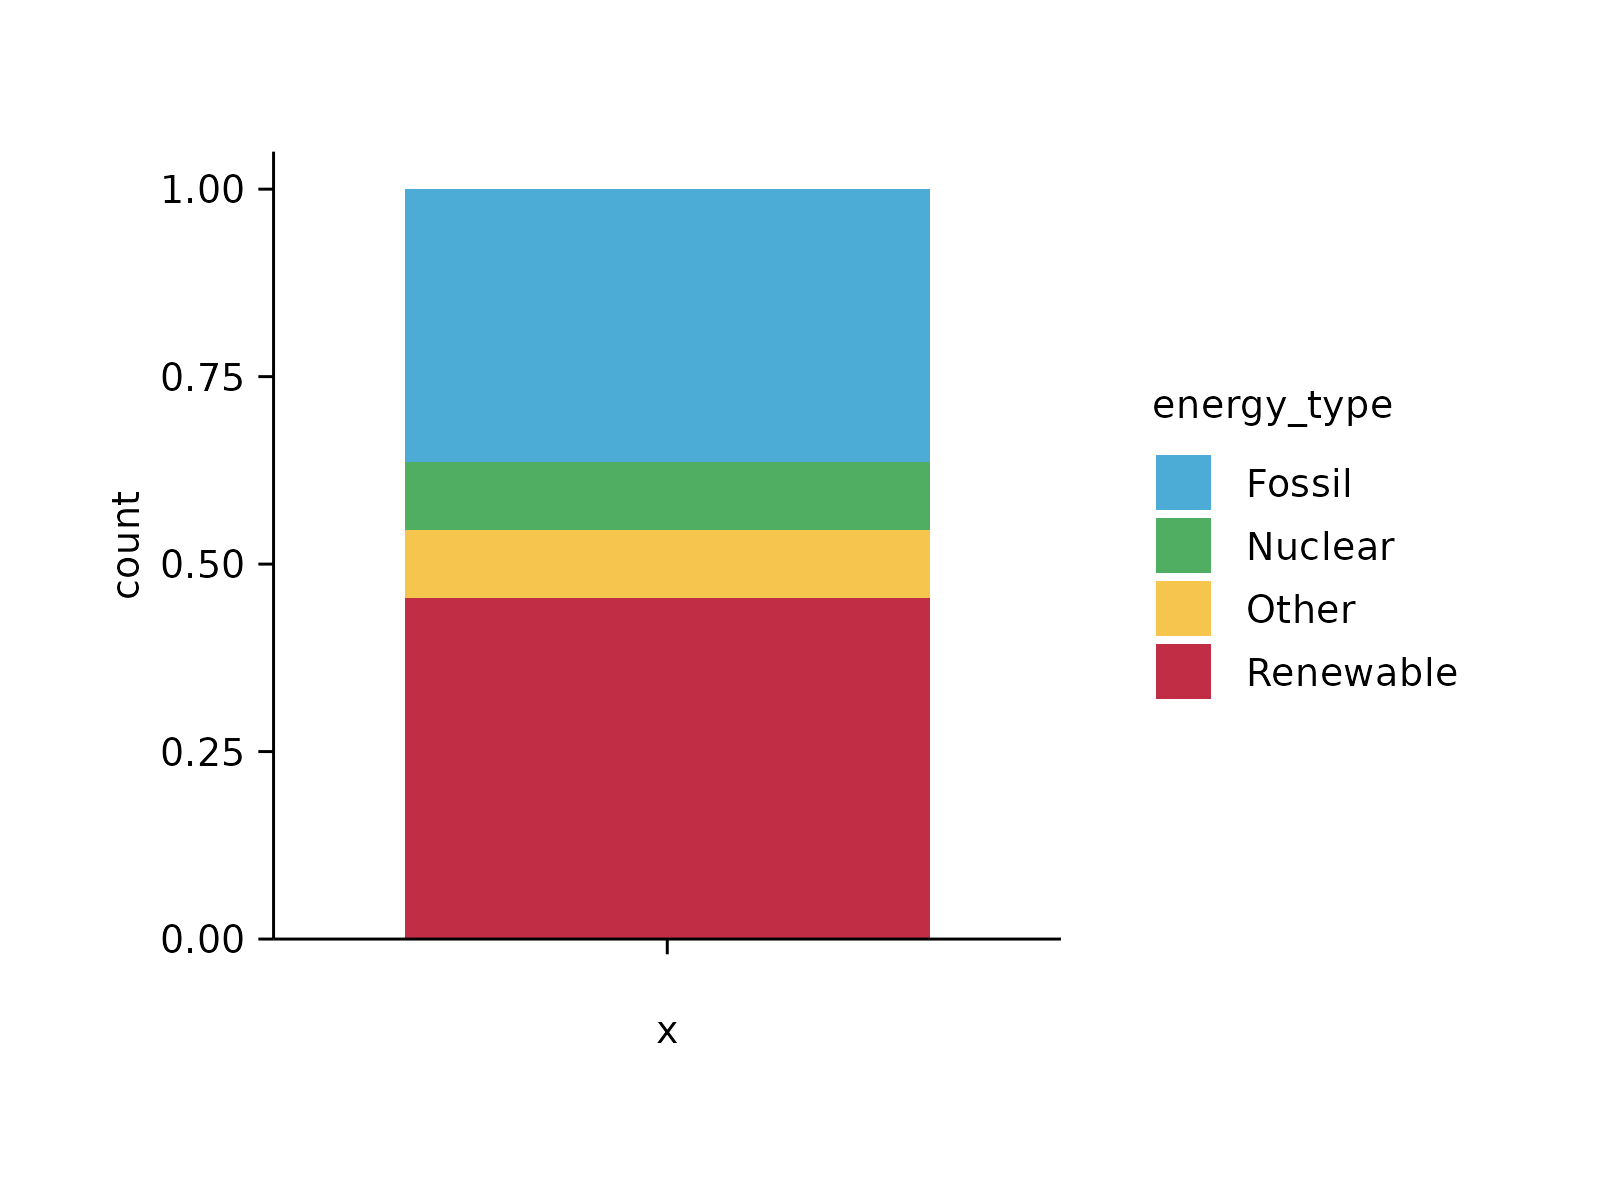 1.00
0.75
0.50
0.25
0.00
count
x
energy_type
Fossil
Nuclear
Other
Renewable